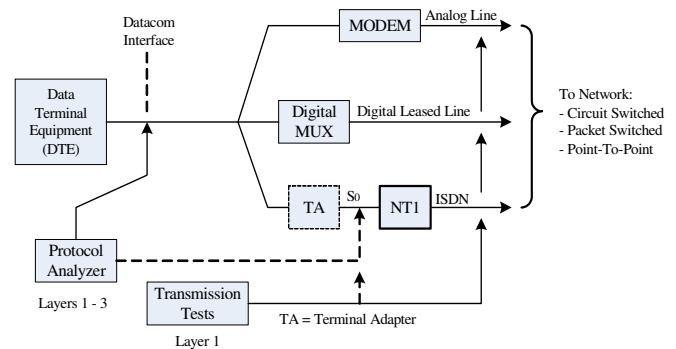 Datacom
Interface
MODEM
Analog Line
Data
Terminal
Equipment
(DTE)
Digital
MUX
Digital Leased Line
To Network:
- Circuit Switched
- Packet Switched
- Point-To-Point
TA
S0
NT1
ISDN
Protocol
Analyzer
Layers 1 - 3
Transmission
Tests
TA = Terminal Adapter
Layer 1